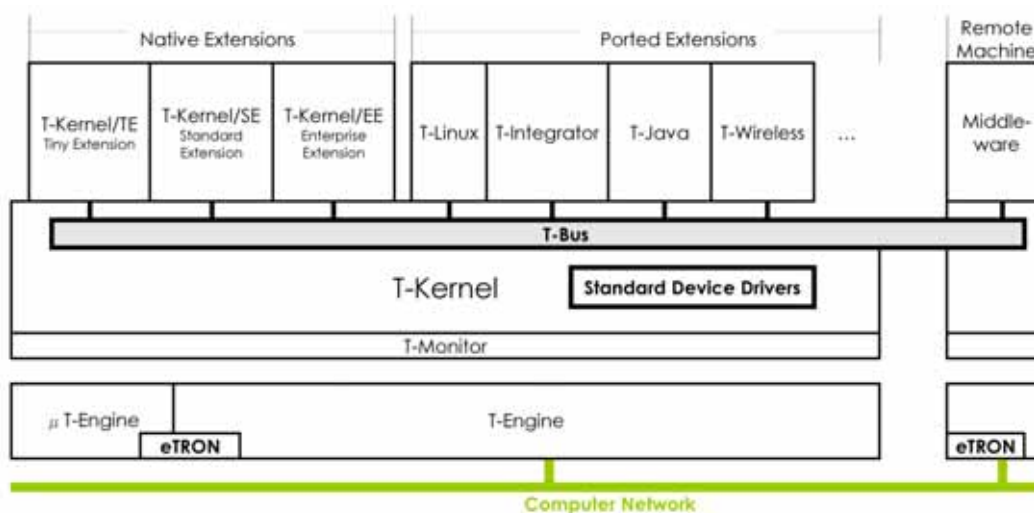 Native Extensions
Ported Extensions
Remote
Machine
T-Kernel/TE
Tiny Extension
T-Kernel/SE
Standard
Extension
T-Kernel/EE
Enterprise
Extension
T-Linux
T-Integrator
T-Java
T-Wireless
...
Middle-
ware
T-Bus
T-Kernel
Standard Device Drivers
T-Monitor
μ T-Engine
T-Engine
eTRON
eTRON
Computer Network